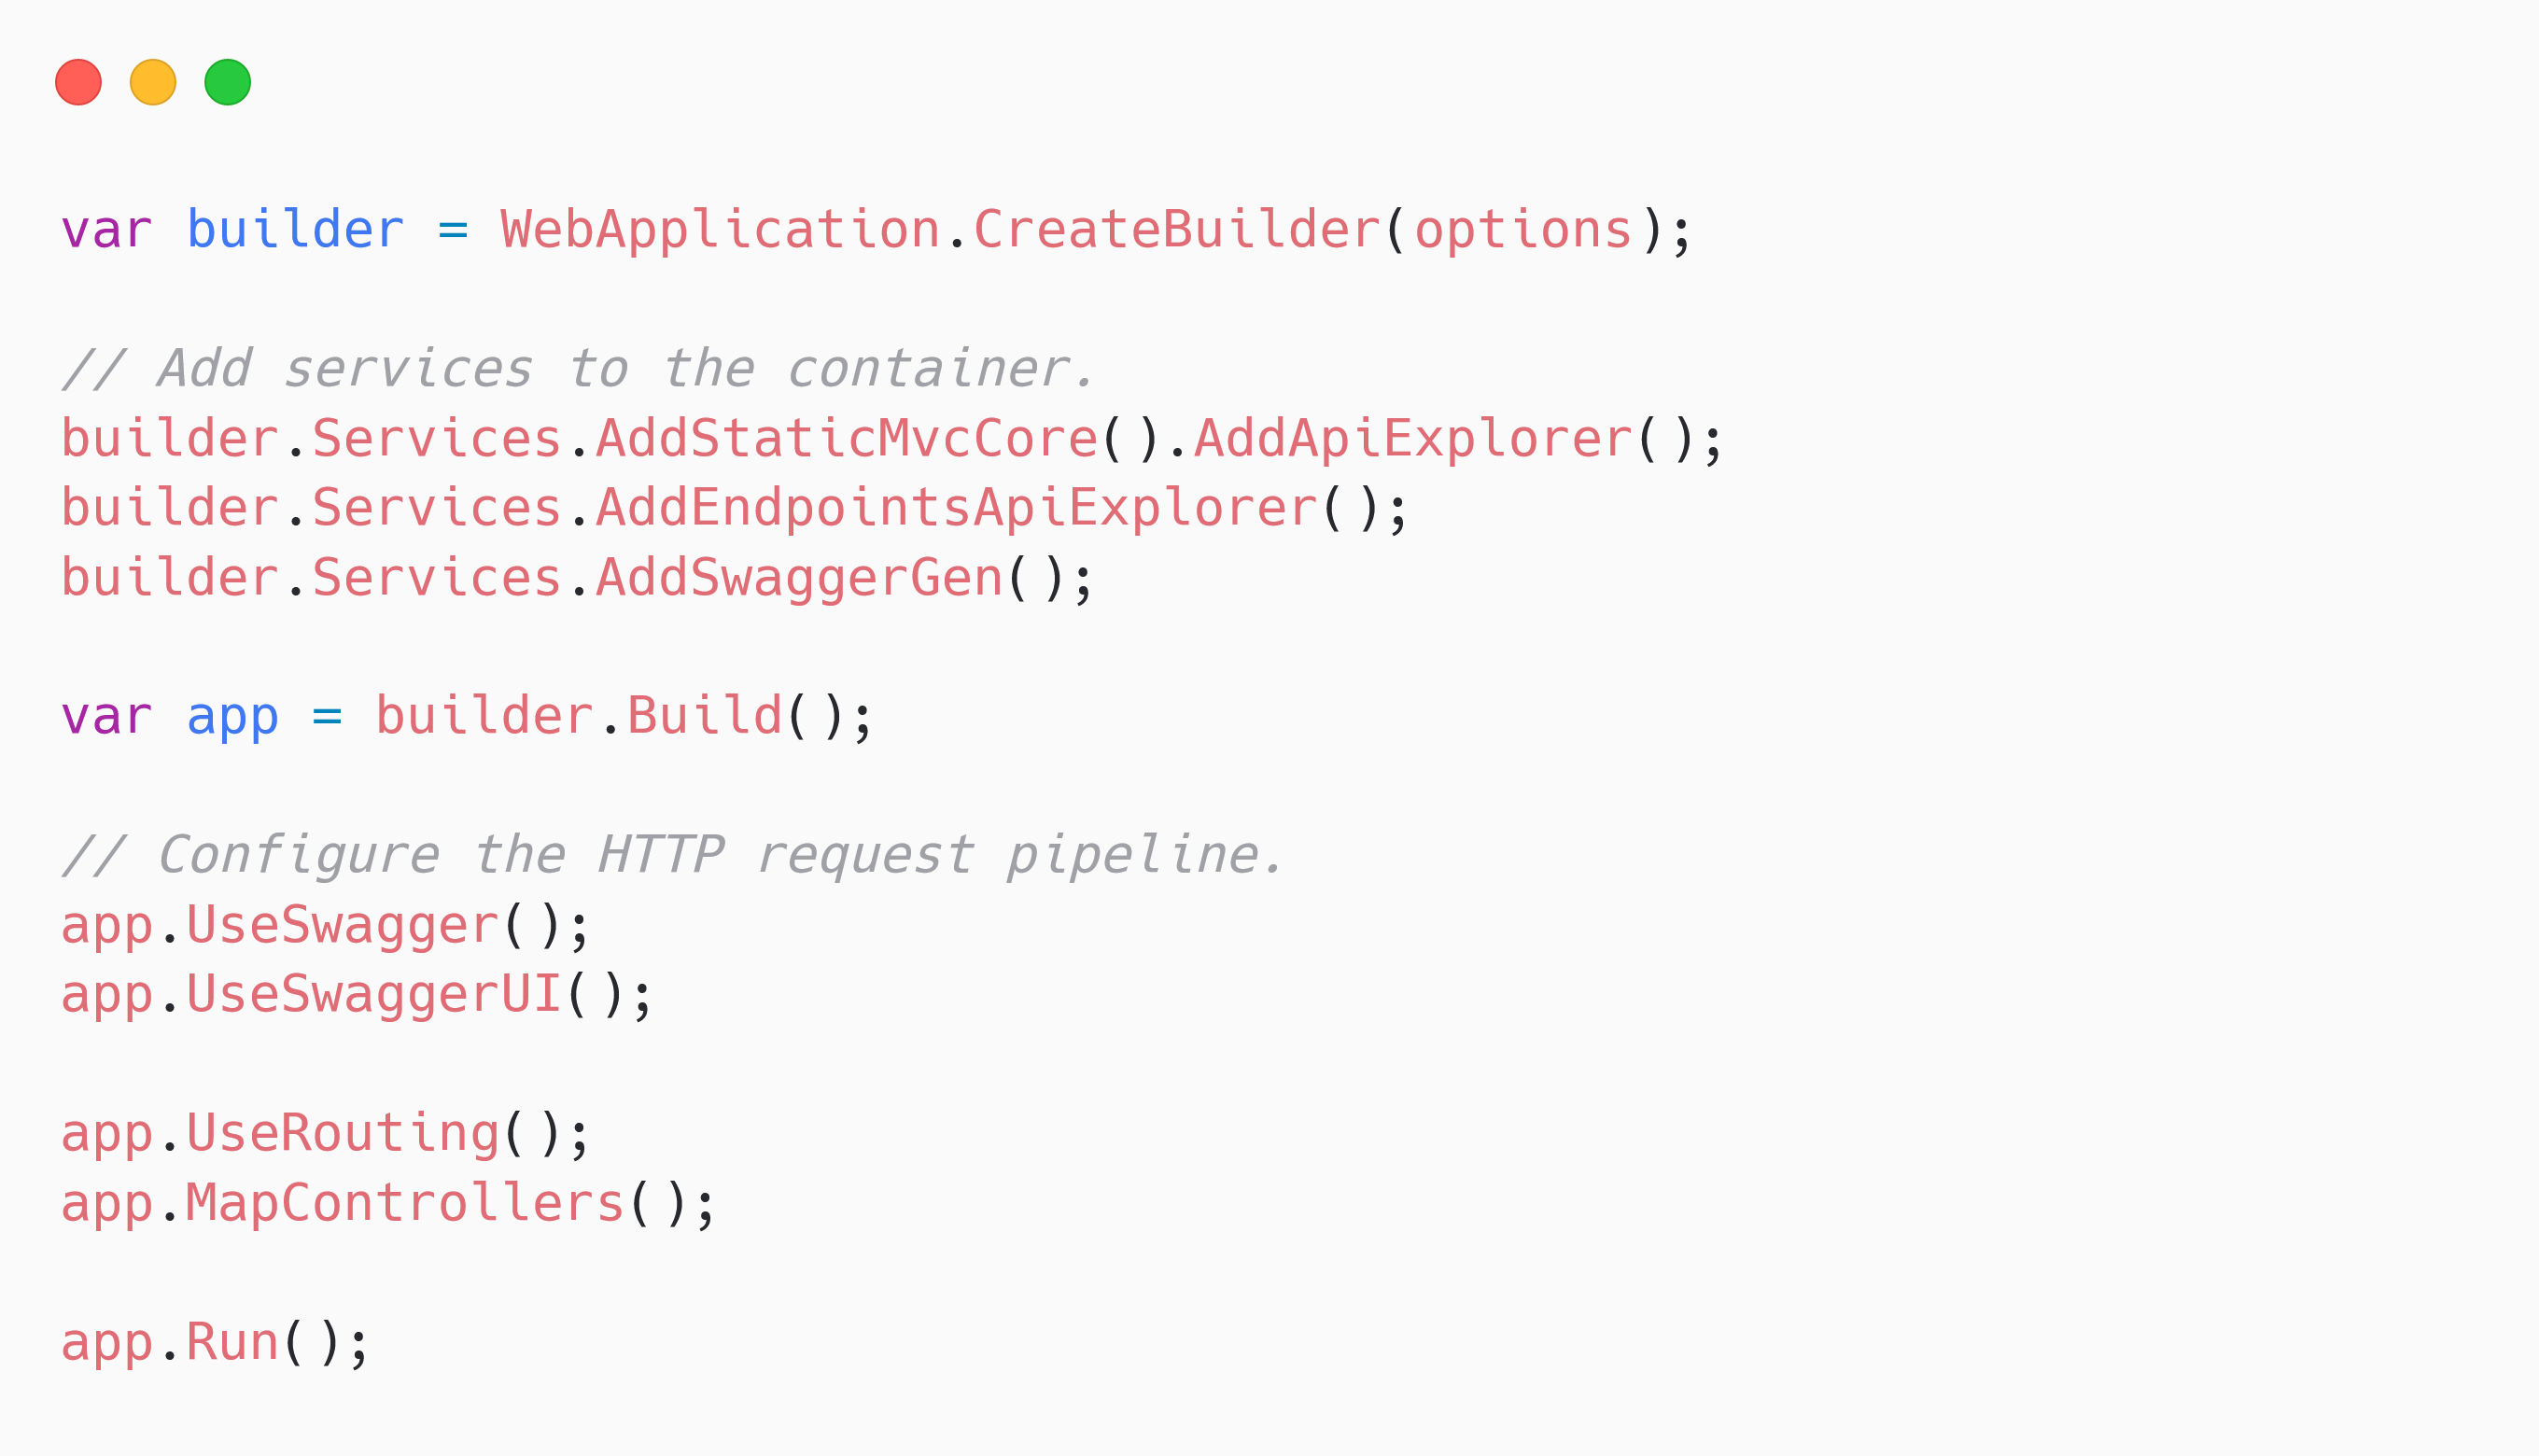 var builder = WebApplication.CreateBuilder(options);
// Add services to the container.
builder.Services.AddStaticMvcCore().AddApiExplorer();
builder.Services.AddEndpointsApiExplorer();
builder.Services.AddSwaggerGen();
var app = builder.Build();
// Configure the HTTP request pipeline.
app.UseSwagger();
app.UseSwaggerUI();
app.UseRouting();
app.MapControllers();
app.Run();